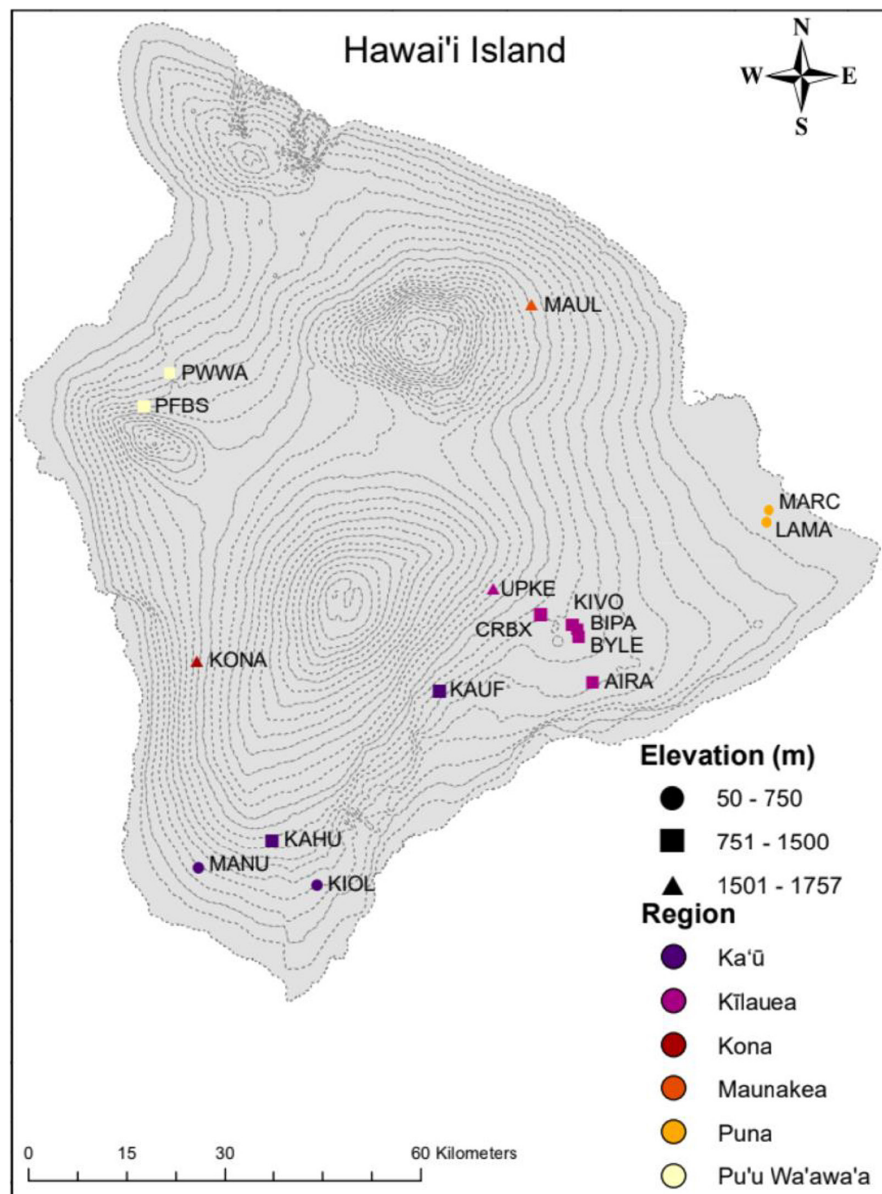 Hawai'i Island
N
W E
S
MAUL
PWWA
PFBS
MARC
LAMA
UPKE
KIVO
CRBX
BIPA
BYLE
KONA
KAUF
AIRA
Elevation (m)
50 - 750
KAHU
751 - 1500
MANU
KIOL
1501 - 1757
Region
Ka‘ū
Kīlauea
Kona
Maunakea
Puna
Pu'u Wa'awa'a
0 15 30 60 Kilometers